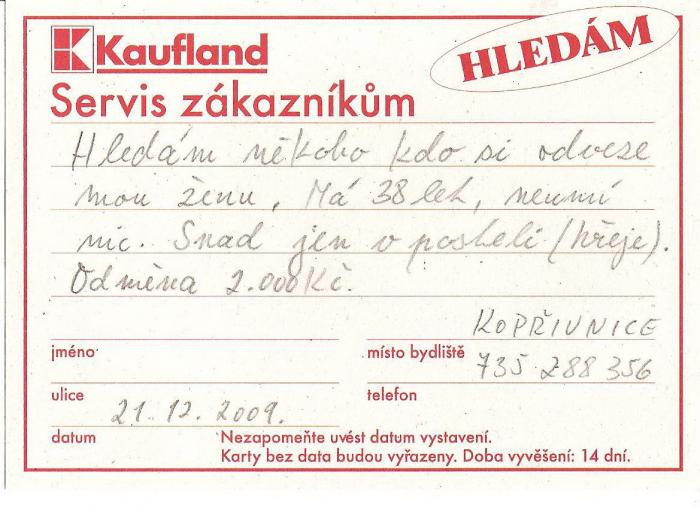 Kaufland
HLEDÁM
Servis zákazníkům
Hledám někoho kdo si odveze
mou ženu, Má 38 let, neumí
nic. Snad jen v posteli (hřeje).
Odměna 2.000Kč.
KOPŘIVNICE
jméno
místo bydliště
735 288 356
ulice
telefon
21.12.2009.
datum
Nezapomeňte uvést datum vystavení.
Karty bez data budou vyřazeny. Doba vyvěšení: 14 dní.